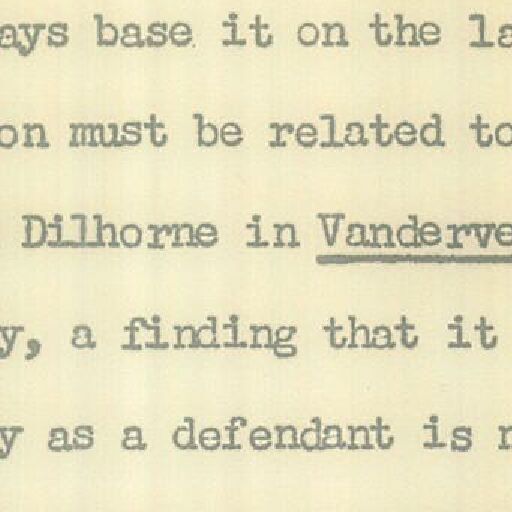 ays base it on the la
on must be related to
Dilhorne in Vanderve
y, a finding that it
y as a defendant is n